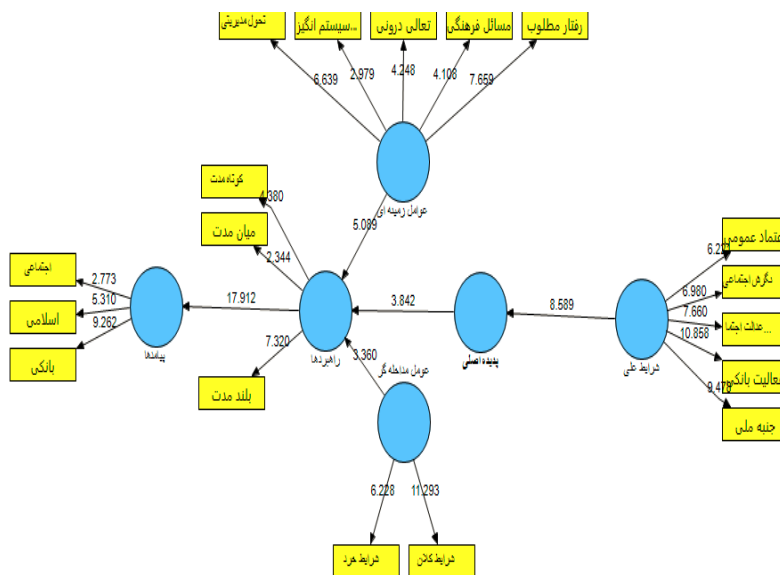 تحول مدیریتی
سیستم انگیز...
تعالی درونی
مسائل فرهنگی
رفتار مطلوب
6.639
2.979
4.248
4.108
7.659
عوامل زمینه ای
5.089
کوتاه مدت
4.380
میان مدت
2.344
بلند مدت
7.320
راهبردها
17.912
اجتماعی
2.773
اسلامی
5.310
بانکی
9.262
پیامدها
3.842
پدیده اصلی
8.589
شرایط علی
عتماد عمومی
نگرش اجتماعی
6.980
عدالت اجتما...
7.660
فعالیت بانکی
10.858
جنبه ملی
9.478
3.360
عومل مداخله گر
6.228
11.293
شرایط خرد
شرایط کلان